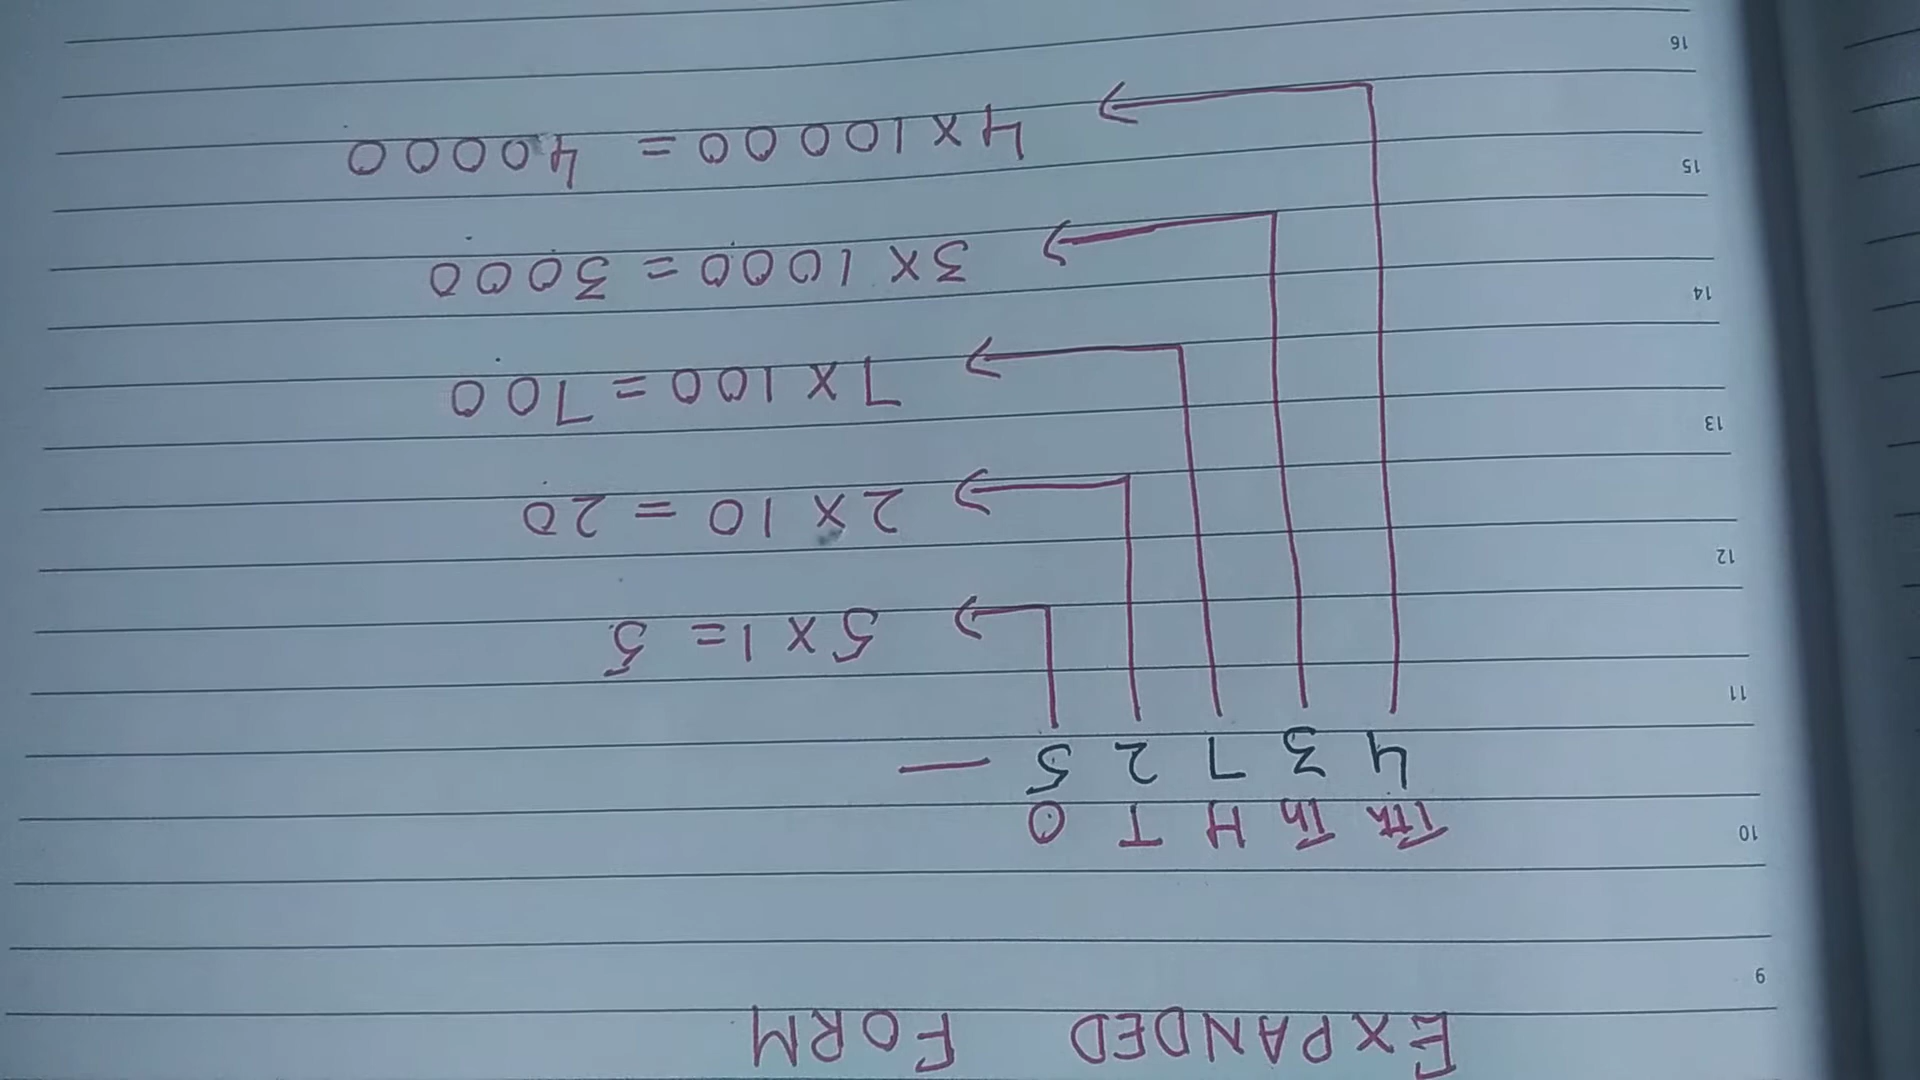 EXPANDED FORM
9
10
TTh Th H T O
4 3 7 2 5 —
11
5 x 1 = 5
12
2 x 10 = 20
13
7 x 100 = 700
14
3 x 1000 = 3000
15
4 x 10000 = 40000
16